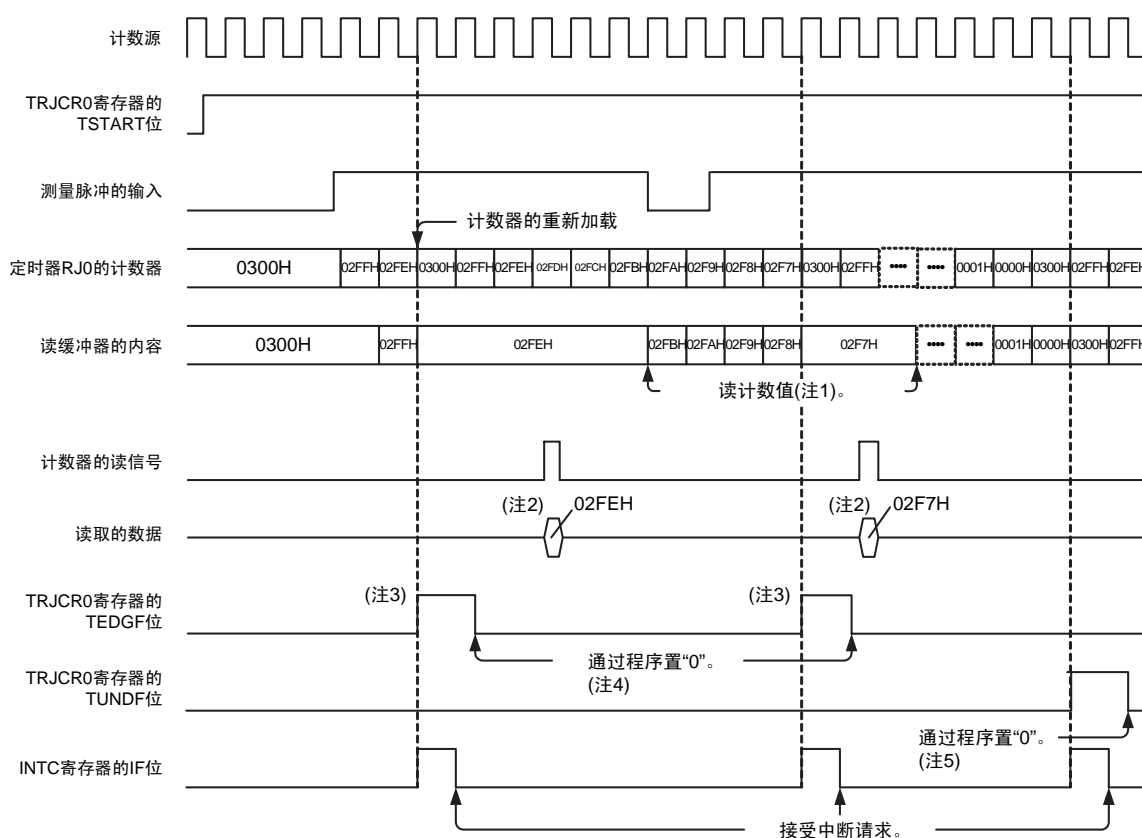 计数源
TRJCR0寄存器的
TSTART位
测量脉冲的输入
计数器的重新加载
定时器RJ0的计数器
0300H 02FFH 02FEH 0300H 02FFH 02FEH 02FDH 02FCH 02FBH 02FAH 02F9H 02F8H 02F7H 0300H 02FFH •••• •••• 0001H 0000H 0300H 02FFH 02FEH
读缓冲器的内容
0300H 02FFH 02FEH 02FBH 02FAH 02F9H 02F8H 02F7H •••• •••• 0001H 0000H 0300H 02FFH
读计数值(注1)。
计数器的读信号
(注2) 02FEH (注2) 02F7H
读取的数据
TRJCR0寄存器的
TEDGF位
(注3) (注3)
通过程序置“0”。
(注4)
TRJCR0寄存器的
TUNDF位
通过程序置“0”。
(注5)
INTC寄存器的IF位
接受中断请求。